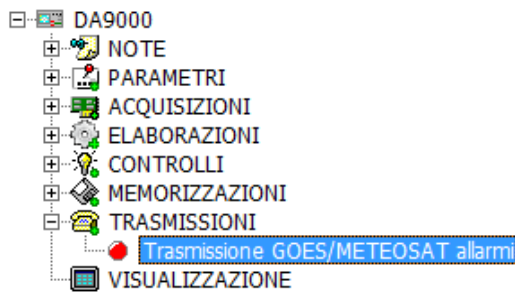 DA9000
NOTE
PARAMETRI
ACQUISIZIONI
ELABORAZIONI
CONTROLLI
MEMORIZZAZIONI
TRASMISSIONI
Trasmissione GOES/METEOSAT allarmi
VISUALIZZAZIONE